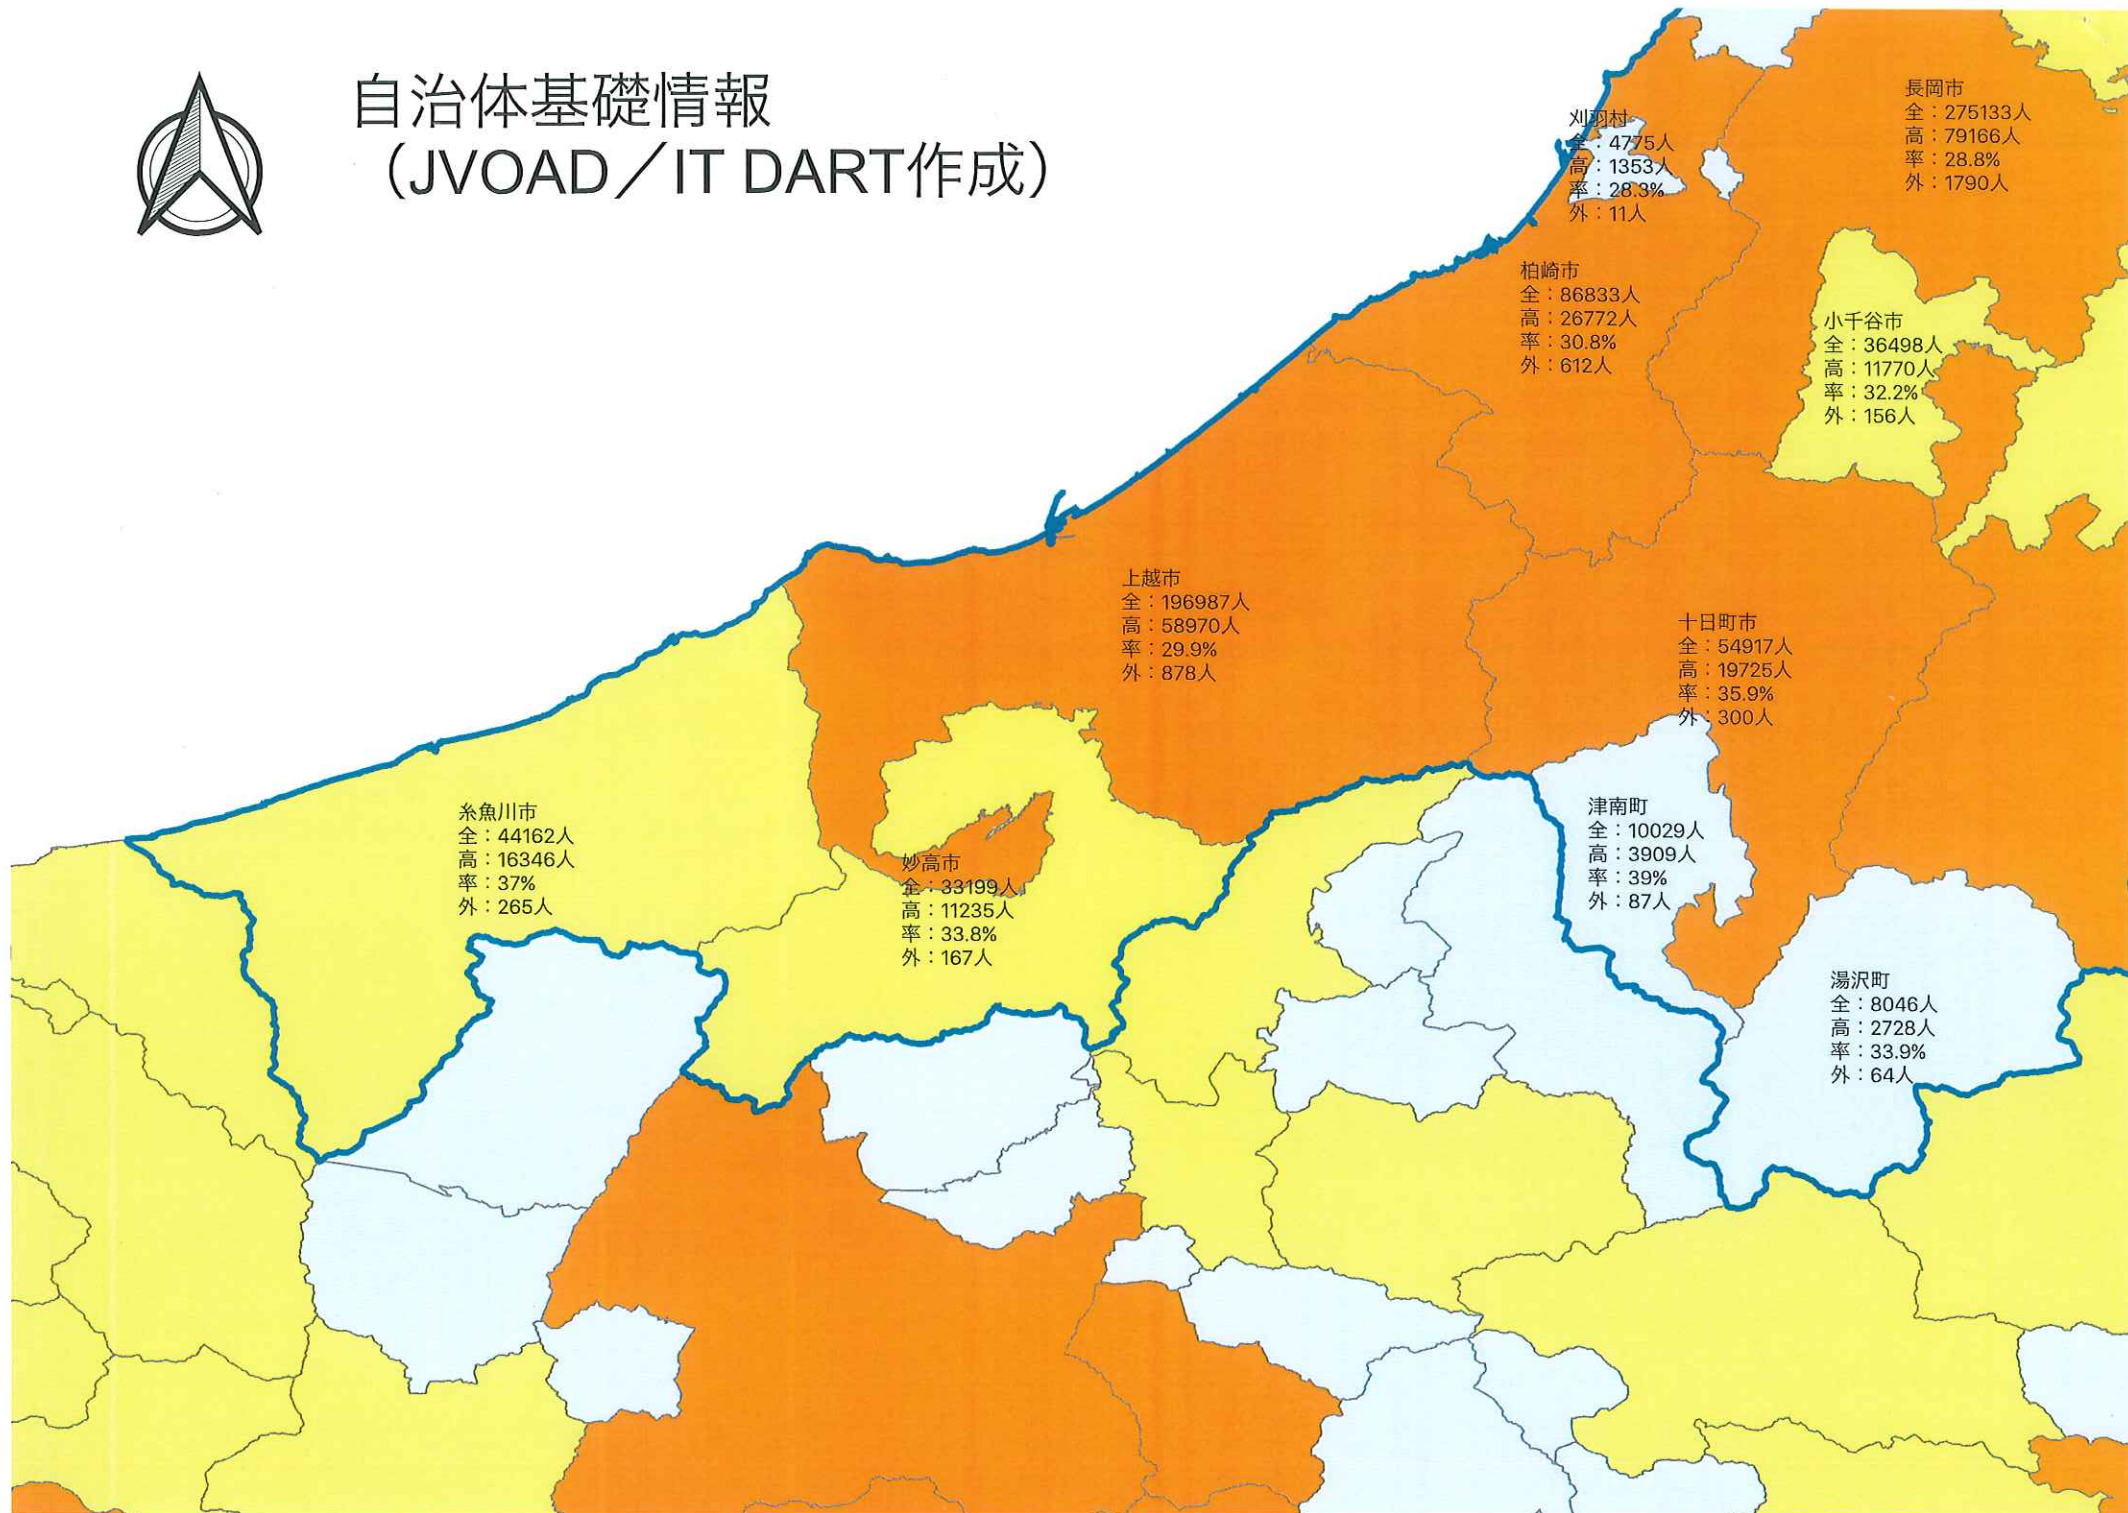 自治体基礎情報
（JVOAD／IT DART作成）
長岡市
全：275133人
高：79166人
率：28.8%
外：1790人
刈羽村
全：4775人
高：1353人
率：28.3%
外：11人
柏崎市
全：86833人
高：26772人
率：30.8%
外：612人
小千谷市
全：36498人
高：11770人
率：32.2%
外：156人
上越市
全：196987人
高：58970人
率：29.9%
外：878人
十日町市
全：54917人
高：19725人
率：35.9%
外：300人
糸魚川市
全：44162人
高：16346人
率：37%
外：265人
妙高市
全：33199人
高：11235人
率：33.8%
外：167人
津南町
全：10029人
高：3909人
率：39%
外：87人
湯沢町
全：8046人
高：2728人
率：33.9%
外：64人